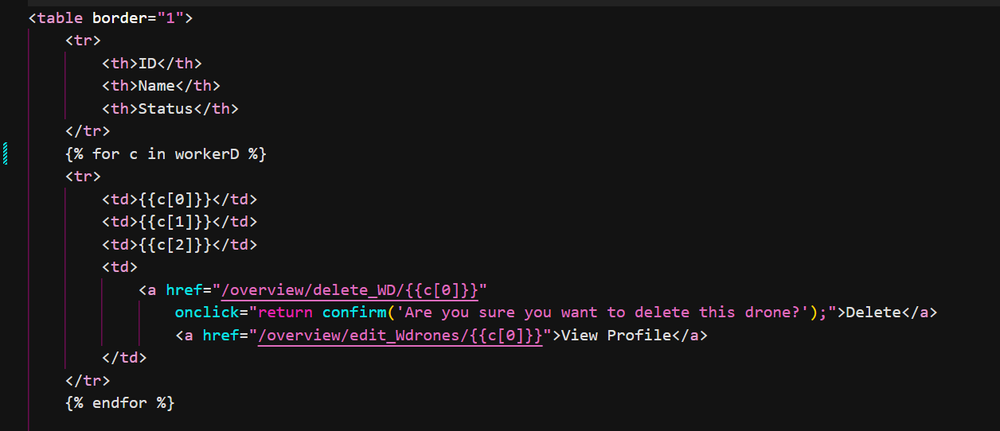 <table border="1">
<tr>
<th>ID</th>
<th>Name</th>
<th>Status</th>
</tr>
{% for c in workerD %}
<tr>
<td>{{c[0]}}</td>
<td>{{c[1]}}</td>
<td>{{c[2]}}</td>
<td>
<a href="/overview/delete_WD/{{c[0]}}"
onclick="return confirm('Are you sure you want to delete this drone?');">Delete</a>
<a href="/overview/edit_Wdrones/{{c[0]}}">View Profile</a>
</td>
</tr>
{% endfor %}